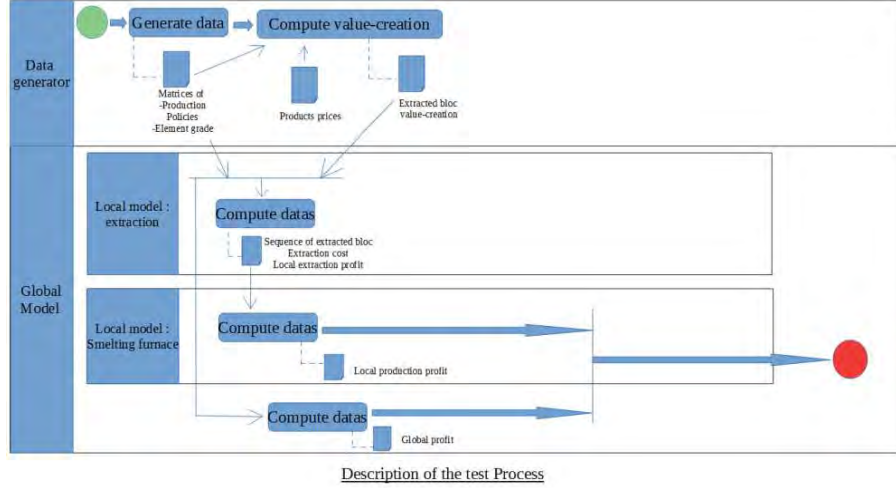 Generate data
Compute value-creation
Data
generator
Matrices of
-Production
Policies
-Element grade
Products prices
Extracted bloc
value-creation
Global
Model
Local model :
extraction
Compute datas
Sequence of extracted bloc
Extraction cost
Local extraction profit
Local model :
Smelting furnace
Compute datas
Local production profit
Compute datas
Global profit
Description of the test Process